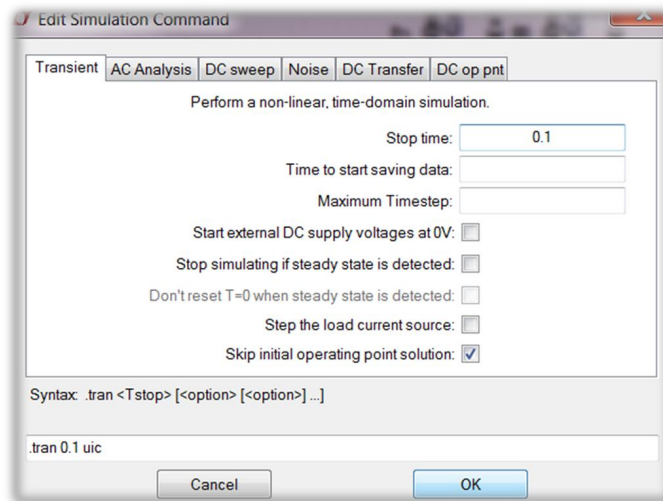 Edit Simulation Command
Transient AC Analysis DC sweep Noise DC Transfer DC op pnt
Perform a non-linear, time-domain simulation.
Stop time: 0.1
Time to start saving data:
Maximum Timestep:
Start external DC supply voltages at 0V:
Stop simulating if steady state is detected:
Don't reset T=0 when steady state is detected:
Step the load current source:
Skip initial operating point solution:
Syntax: .tran <Tstop> [<option> [<option>] ...]
.tran 0.1 uic
Cancel OK